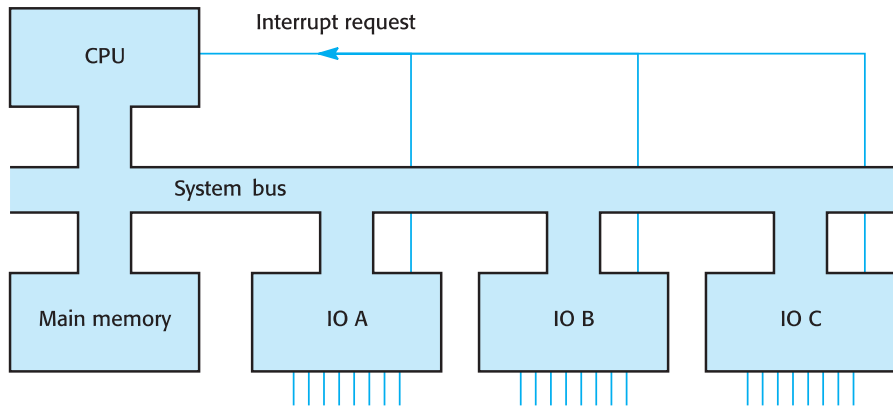 Interrupt request
CPU
System bus
Main memory
IO A
IO B
IO C